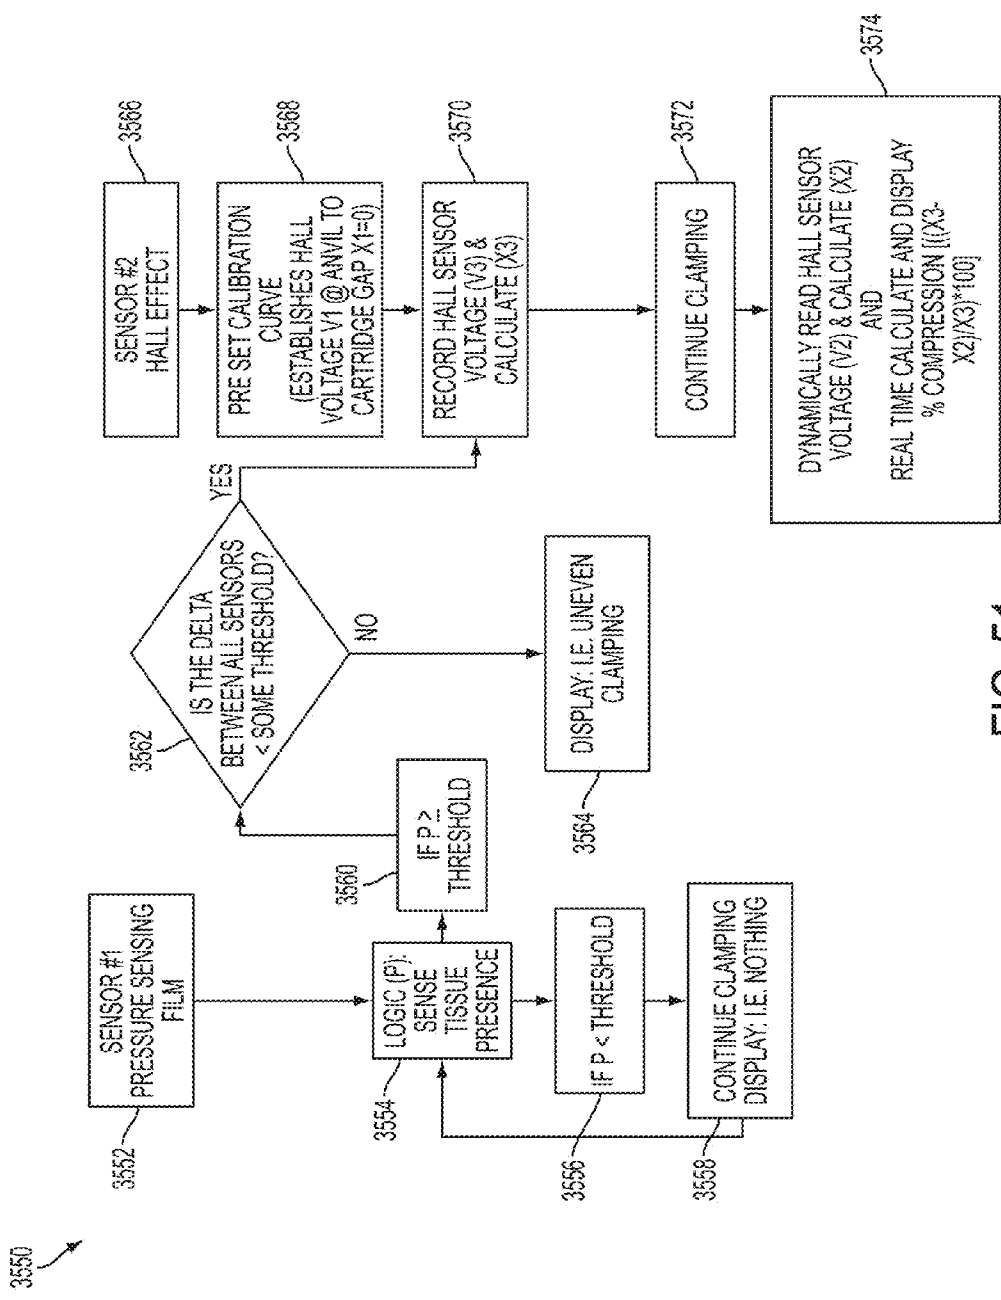 3550
3552
SENSOR #1
PRESSURE SENSING
FILM
3554
LOGIC (P):
SENSE
TISSUE
PRESENCE
3556
IF P < THRESHOLD
3558
CONTINUE CLAMPING
DISPLAY: I.E. NOTHING
3560
IF P ≥
THRESHOLD
3562
IS THE DELTA
BETWEEN ALL SENSORS
< SOME THRESHOLD?
YES
NO
3564
DISPLAY: I.E. UNEVEN
CLAMPING
SENSOR #2
HALL EFFECT
3566
PRE SET CALIBRATION
CURVE
(ESTABLISHES HALL
VOLTAGE V1 @ ANVIL TO
CARTRIDGE GAP X1=0)
3568
RECORD HALL SENSOR
VOLTAGE (V3) &
CALCULATE (X3)
3570
CONTINUE CLAMPING
3572
DYNAMICALLY READ HALL SENSOR
VOLTAGE (V2) & CALCULATE (X2)
AND
REAL TIME CALCULATE AND DISPLAY
% COMPRESSION [((X3-
X2)/X3)*100]
3574
FIG.